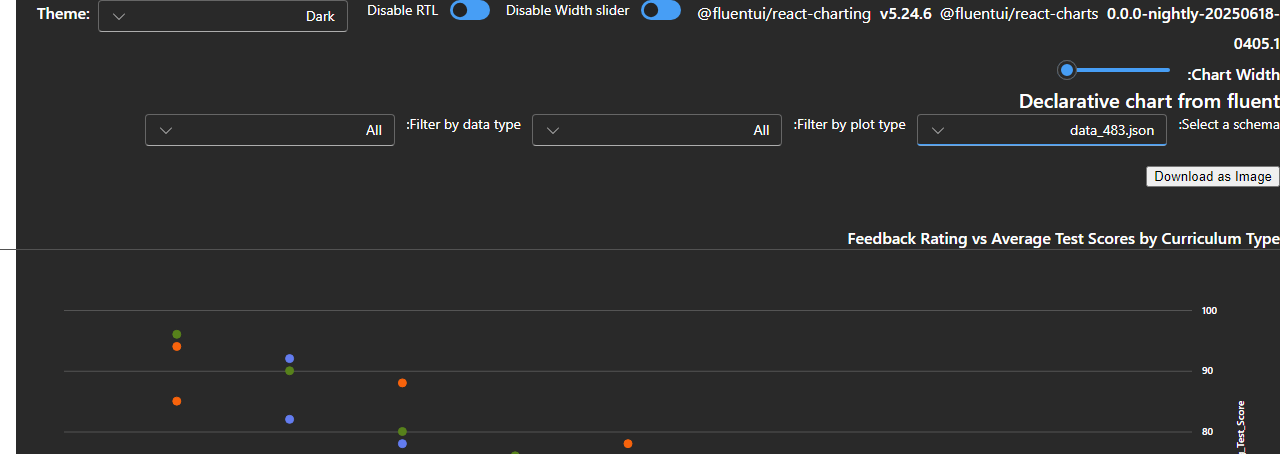 Theme:
Dark
Disable RTL
Disable Width slider
@fluentui/react-charting v5.24.6 @fluentui/react-charts 0.0.0-nightly-20250618-
0405.1
:Chart Width
Declarative chart from fluent
:Select a schema
data_483.json
:Filter by plot type
All
:Filter by data type
All
Download as Image
Feedback Rating vs Average Test Scores by Curriculum Type
100
90
80
_Test_Score